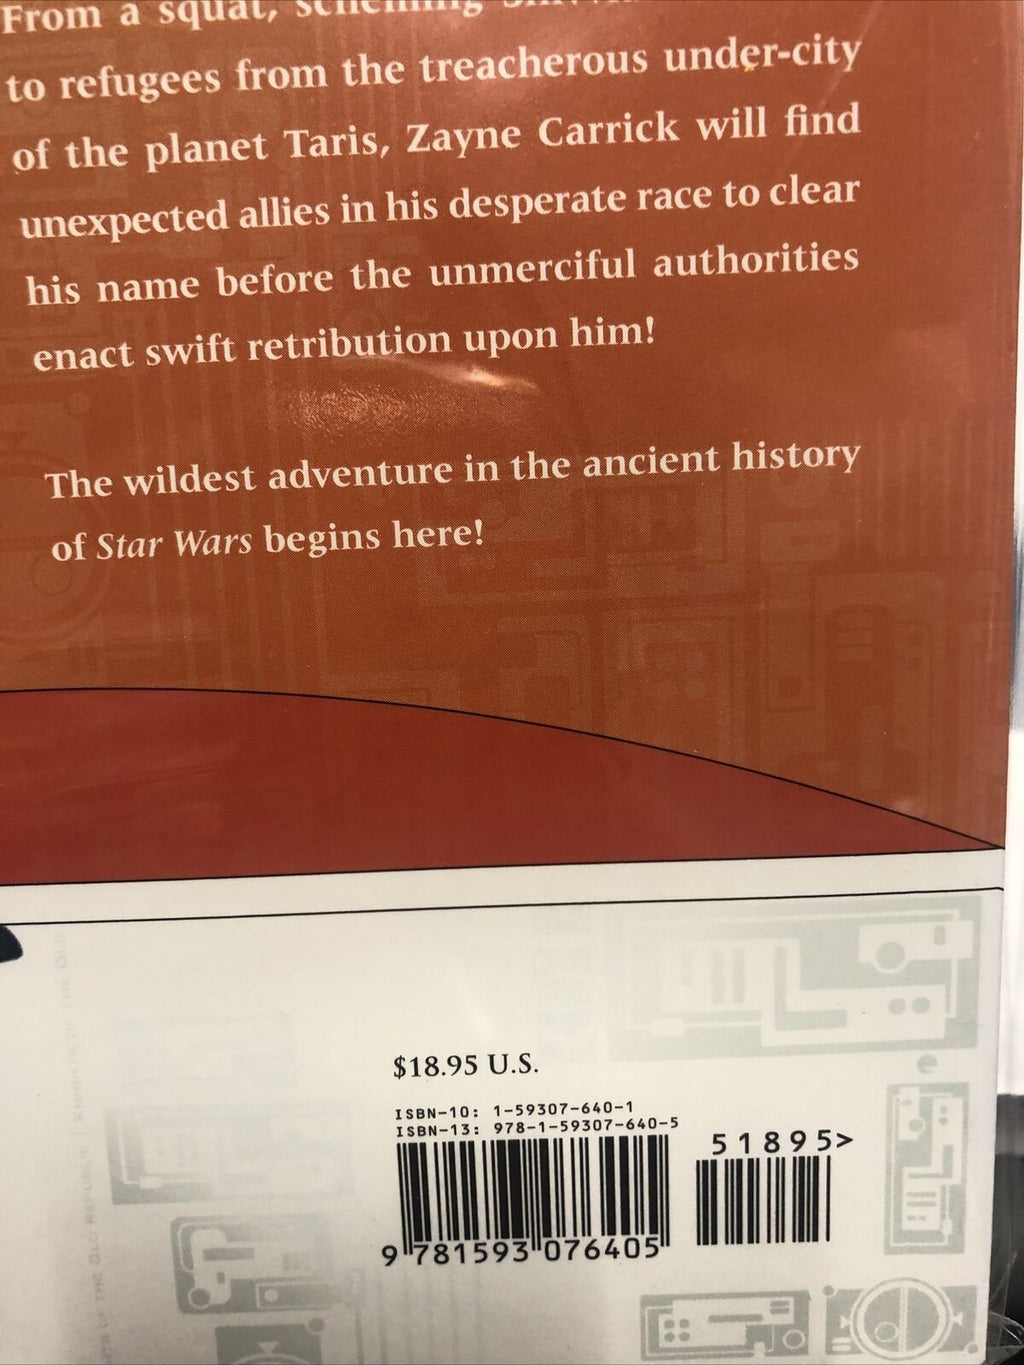 From a squat, scheming
to refugees from the treacherous under-city
of the planet Taris, Zayne Carrick will find
unexpected allies in his desperate race to clear
his name before the unmerciful authorities
enact swift retribution upon him!
The wildest adventure in the ancient history
of Star Wars begins here!
$18.95 U.S.
ISBN-10: 1-59307-640-1
ISBN-13: 978-1-59307-640-5
51895>
9 781593 076405